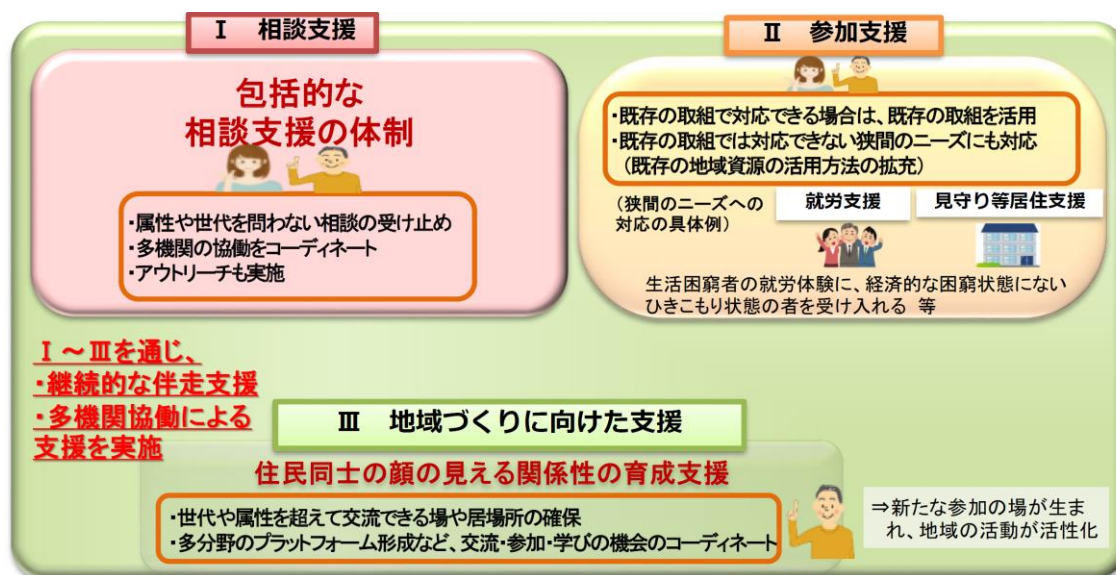 Ⅰ 相談支援
包括的な
相談支援の体制
・属性や世代を問わない相談の受け止め
・多機関の協働をコーディネート
・アウトリーチも実施
Ⅱ 参加支援
・既存の取組で対応できる場合は、既存の取組を活用
・既存の取組では対応できない狭間のニーズにも対応
(既存の地域資源の活用方法の拡充)
(狭間のニーズへの
対応の具体例)
就労支援
見守り等居住支援
生活困窮者の就労体験に、経済的な困窮状態にない
ひきこもり状態の者を受け入れる 等
Ⅰ～Ⅲを通じ、
・継続的な伴走支援
・多機関協働による
支援を実施
Ⅲ 地域づくりに向けた支援
住民同士の顔の見える関係性の育成支援
・世代や属性を超えて交流できる場や居場所の確保
・多分野のプラットフォーム形成など、交流・参加・学びの機会のコーディネート
⇒新たな参加の場が生ま
れ、地域の活動が活性化